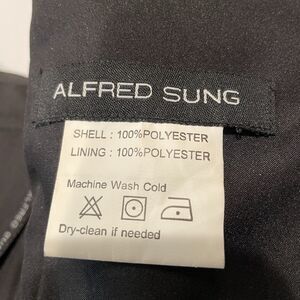 ALFRED SUNG
SHELL : 100%POLYESTER
LINING : 100%POLYESTER
Machine Wash Cold
Dry-clean if needed